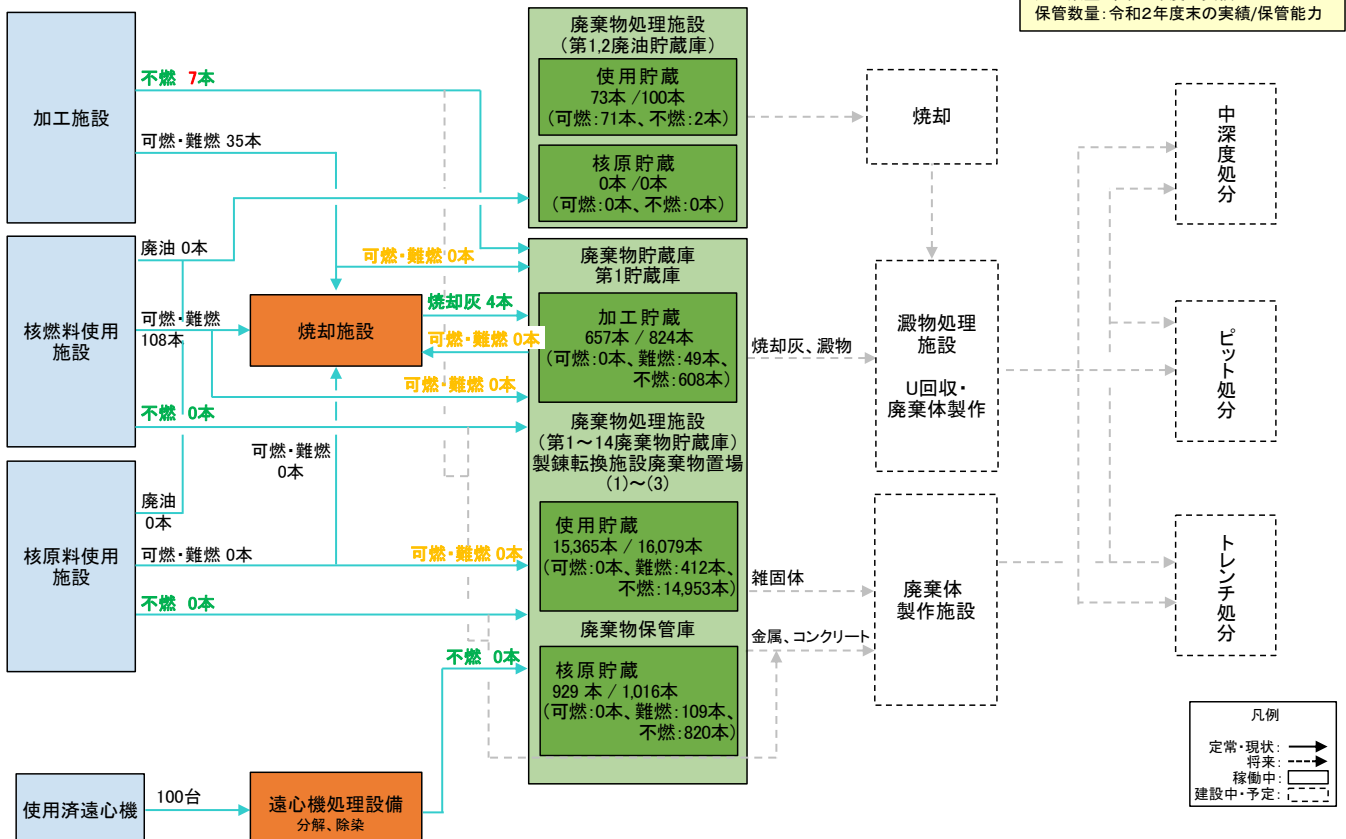 保管数量：令和2年度末の実績/保管能力
加工施設
不燃 7本
可燃・難燃 35本
核燃料使用
施設
廃油 0本
可燃・難燃
108本
不燃 0本
核原料使用
施設
廃油
0本
可燃・難燃 0本
不燃 0本
可燃・難燃
0本
使用済遠心機
100台
遠心機処理設備
分解、除染
不燃 0本
焼却施設
可燃・難燃 0本
焼却灰 4本
可燃・難燃 0本
可燃・難燃 0本
可燃・難燃 0本
廃棄物処理施設
（第1,2廃油貯蔵庫）
使用貯蔵
73本 /100本
（可燃：71本、不燃：2本）
核原貯蔵
0本 /0本
（可燃：0本、不燃：0本）
廃棄物貯蔵庫
第1貯蔵庫
加工貯蔵
657本 / 824本
（可燃：0本、難燃：49本、
不燃：608本）
廃棄物処理施設
（第1～14廃棄物貯蔵庫）
製錬転換施設廃棄物置場
（1）～（3）
使用貯蔵
15,365本 / 16,079本
（可燃：0本、難燃：412本、
不燃：14,953本）
廃棄物保管庫
核原貯蔵
929 本 / 1,016本
（可燃：0本、難燃：109本、
不燃：820本）
焼却灰、澱物
雑固体
金属、コンクリート
焼却
澱物処理
施設
U回収・
廃棄体製作
廃棄体
製作施設
中深度処分
ピット処分
トレンチ処分
凡例
定常・現状：
将来：
稼働中：
建設中・予定：